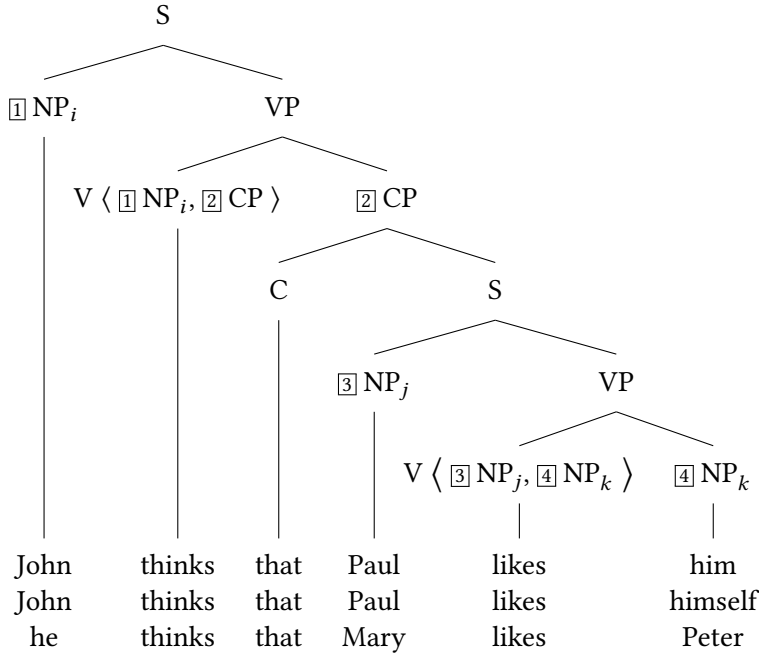 S
[1] NP_i VP
V ⟨ [1] NP_i, [2] CP ⟩ [2] CP
C S
[3] NP_j VP
V ⟨ [3] NP_j, [4] NP_k ⟩ [4] NP_k
John thinks that Paul likes him
John thinks that Paul likes himself
he thinks that Mary likes Peter